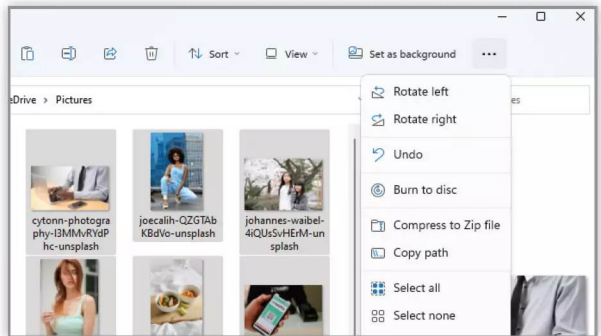 Sort
View
Set as background
eDrive > Pictures
es
Rotate left
Rotate right
Undo
Burn to disc
Compress to Zip file
Copy path
Select all
Select none
cytonn-photogra
phy-I3MMvRYdP
hc-unsplash
joecalih-QZGTAb
KBdVo-unsplash
johannes-waibel-
4iQUsSvHErM-un
splash